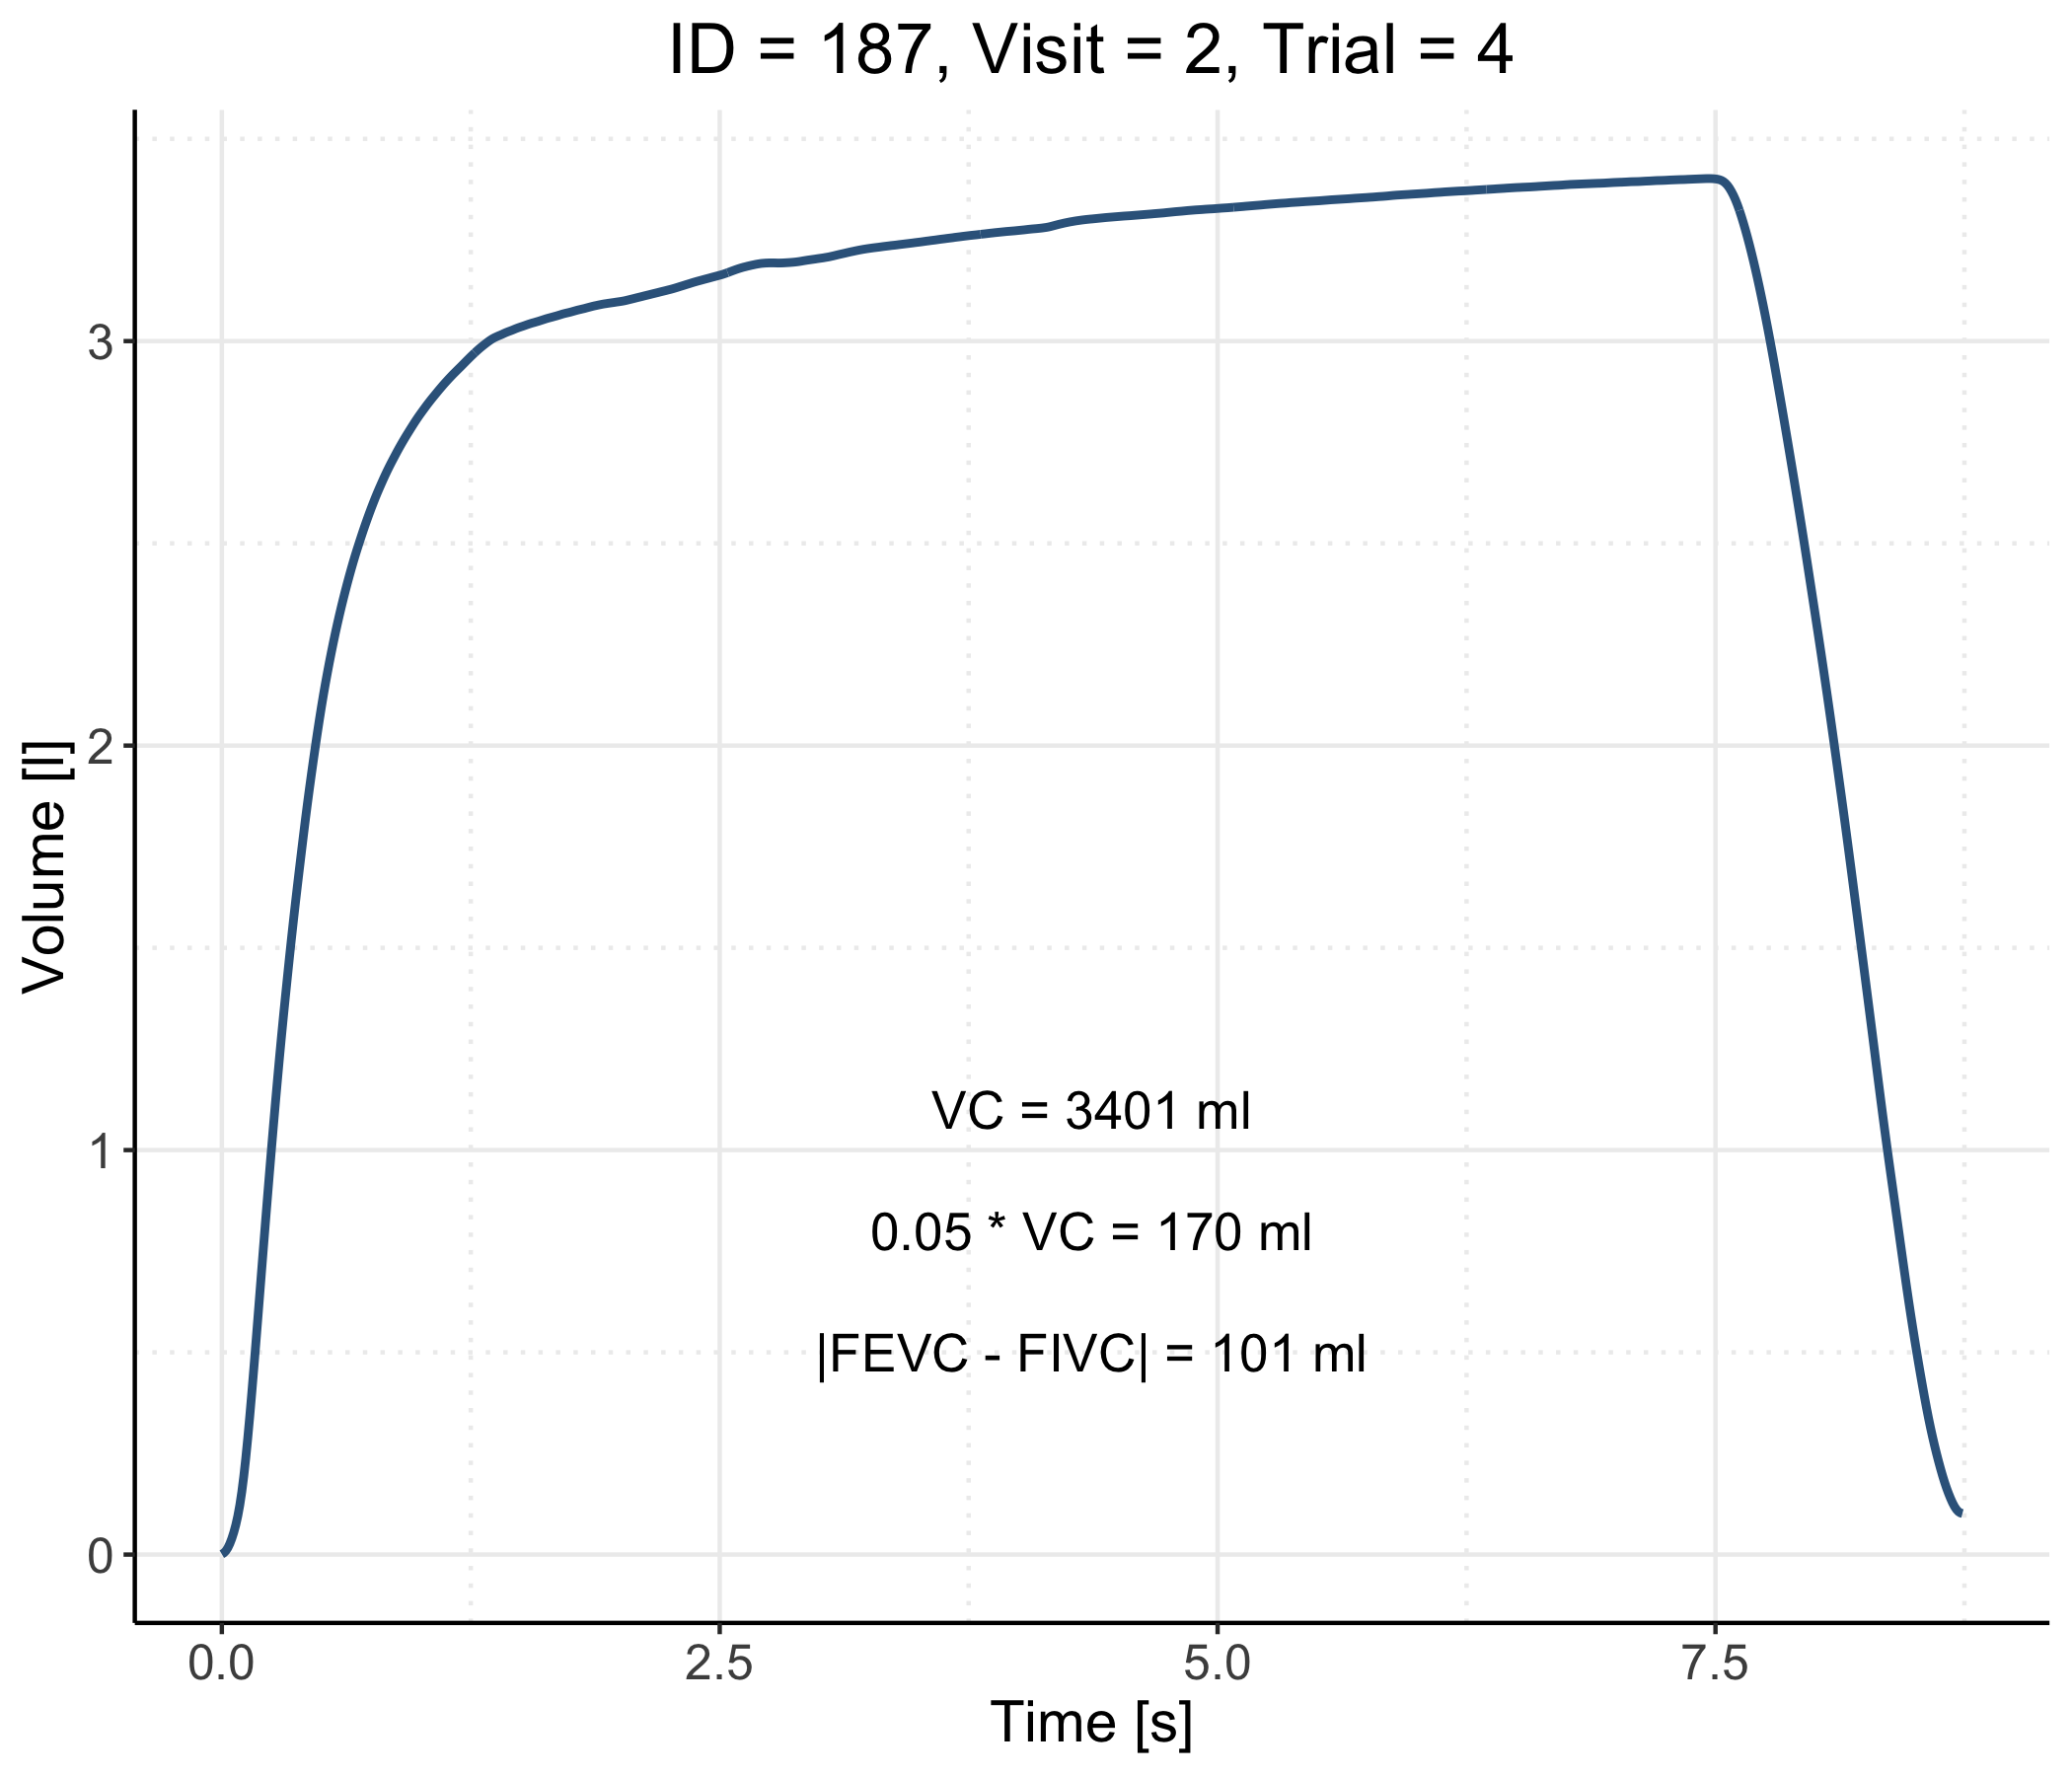 ID = 187, Visit = 2, Trial = 4
Volume [l]
3
2
1
0
VC = 3401 ml
0.05 * VC = 170 ml
|FEVC - FIVC| = 101 ml
0.0 2.5 5.0 7.5
Time [s]